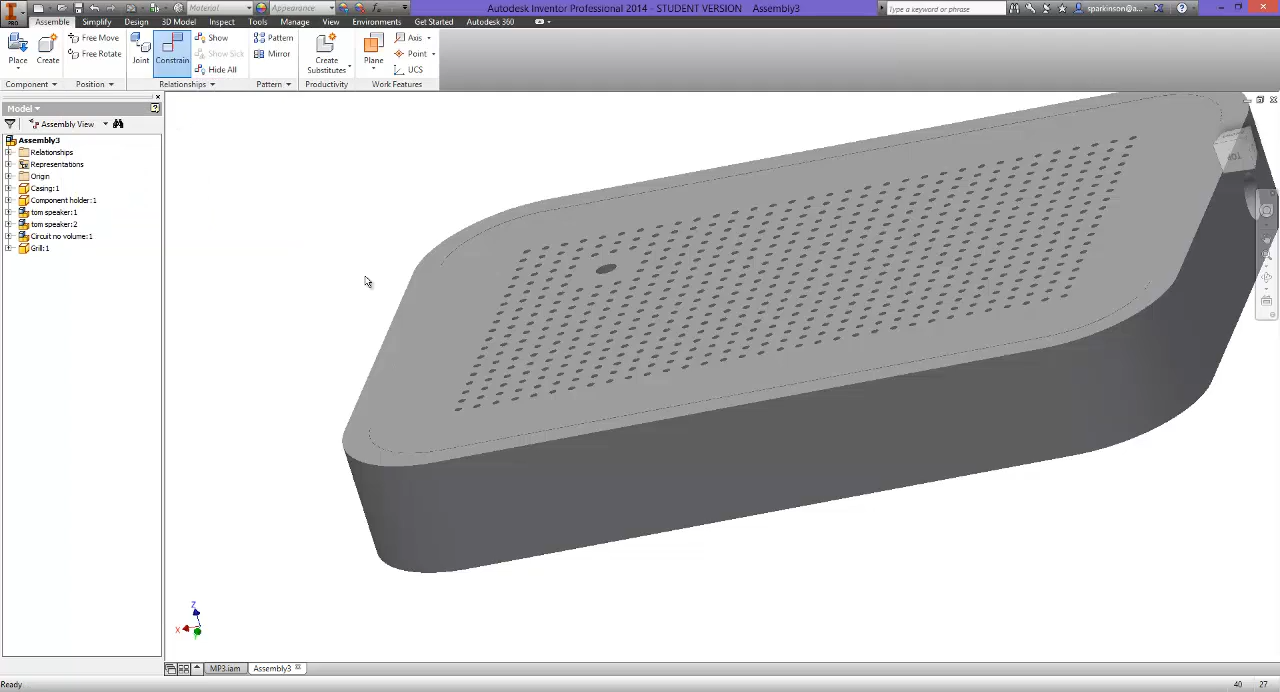 Material
Appearance
Autodesk Inventor Professional 2014 - STUDENT VERSION Assembly3
Type a keyword or phrase
sparkinson@a...
PRO
Assemble Simplify Design 3D Model Inspect Tools Manage View Environments Get Started Autodesk 360
Place
Create
Free Move
Free Rotate
Joint
Constrain
Show
Show Sick
Hide All
Pattern
Mirror
Create
Substitutes
Plane
Axis
Point
UCS
Component
Position
Relationships
Pattern
Productivity
Work Features
Model
Assembly View
Assembly3
Relationships
Representations
Origin
Casing:1
Component holder:1
tom speaker:1
tom speaker:2
Circuit no volume:1
Grill:1
Z
X
MP3.iam
Assembly3
Ready
40 27